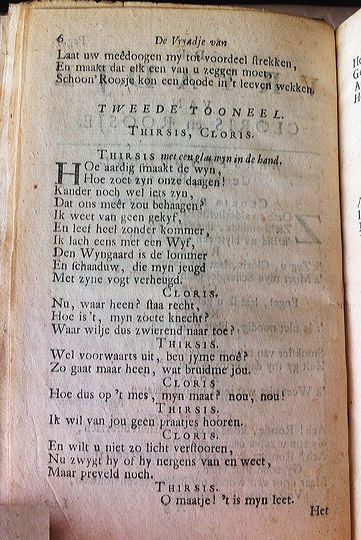 6 De Vryadje van
Laat uw meêdoogen my tot voordeel strekken,
En maakt dat elk een van u zeggen moet,
Schoon' Roosje kon een doode in 't leeven wekken.
TWEEDE TOONEEL.
THIRSIS, CLORIS.
THIRSIS met een glas wyn in de hand.
Hoe aardig smaakt de wyn,
Hoe zoet zyn onze daagen!
Kander noch wel iets zyn,
Dat ons meêr zou behaagen?
Ik weet van geen gekyf,
En leef heel zonder kommer,
Ik lach eens met een Wyf,
Den Wyngaard is de lommer
En schaaduw, die myn jeugd
Met zyne vogt verheugd.
CLORIS.
Nu, waar heen? sta recht,
Hoe is 't, myn zoete knecht?
Waar wilje dus zwierend naar toe?
THIRSIS.
Wel voorwaarts uit, ben jyme moê?
Zo gaat maar heen, wat bruidme jou.
CLORIS
Hoe dus op 't mes, myn maat? nou, nou!
THIRSIS.
Ik wil van jou geen praatjes hooren.
CLORIS.
En wilt u niet zo licht verstooren,
Nu zwygt hy of hy nergens van en weet,
Maar preveld noch.
THIRSIS.
O maatje! 't is myn leet.
Het